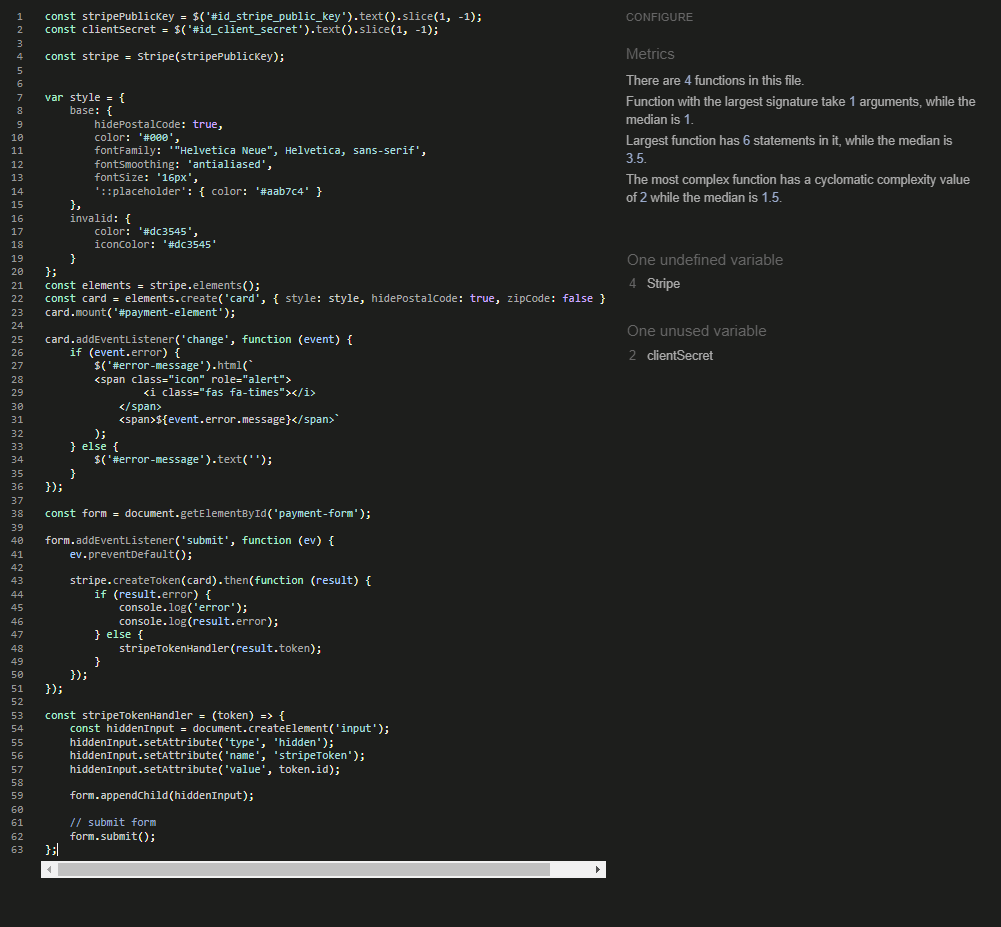 1 const stripePublicKey = $('#id_stripe_public_key').text().slice(1, -1);
2 const clientSecret = $('#id_client_secret').text().slice(1, -1);
3
4 const stripe = Stripe(stripePublicKey);
5
6
7 var style = {
8     base: {
9         hidePostalCode: true,
10         color: '#000',
11         fontFamily: '"Helvetica Neue", Helvetica, sans-serif',
12         fontSmoothing: 'antialiased',
13         fontSize: '16px',
14         '::placeholder': { color: '#aab7c4' }
15     },
16     invalid: {
17         color: '#dc3545',
18         iconColor: '#dc3545'
19     }
20 };
21 const elements = stripe.elements();
22 const card = elements.create('card', { style: style, hidePostalCode: true, zipCode: false }
23 card.mount('#payment-element');
24
25 card.addEventListener('change', function (event) {
26     if (event.error) {
27         $('#error-message').html(`
28         <span class="icon" role="alert">
29                 <i class="fas fa-times"></i>
30             </span>
31             <span>${event.error.message}</span>`
32         );
33     } else {
34         $('#error-message').text('');
35     }
36 });
37
38 const form = document.getElementById('payment-form');
39
40 form.addEventListener('submit', function (ev) {
41     ev.preventDefault();
42
43     stripe.createToken(card).then(function (result) {
44         if (result.error) {
45             console.log('error');
46             console.log(result.error);
47         } else {
48             stripeTokenHandler(result.token);
49         }
50     });
51 });
52
53 const stripeTokenHandler = (token) => {
54     const hiddenInput = document.createElement('input');
55     hiddenInput.setAttribute('type', 'hidden');
56     hiddenInput.setAttribute('name', 'stripeToken');
57     hiddenInput.setAttribute('value', token.id);
58
59     form.appendChild(hiddenInput);
60
61     // submit form
62     form.submit();
63 };
CONFIGURE
Metrics
There are 4 functions in this file.
Function with the largest signature take 1 arguments, while the
median is 1.
Largest function has 6 statements in it, while the median is
3.5.
The most complex function has a cyclomatic complexity value
of 2 while the median is 1.5.
One undefined variable
4 Stripe
One unused variable
2 clientSecret